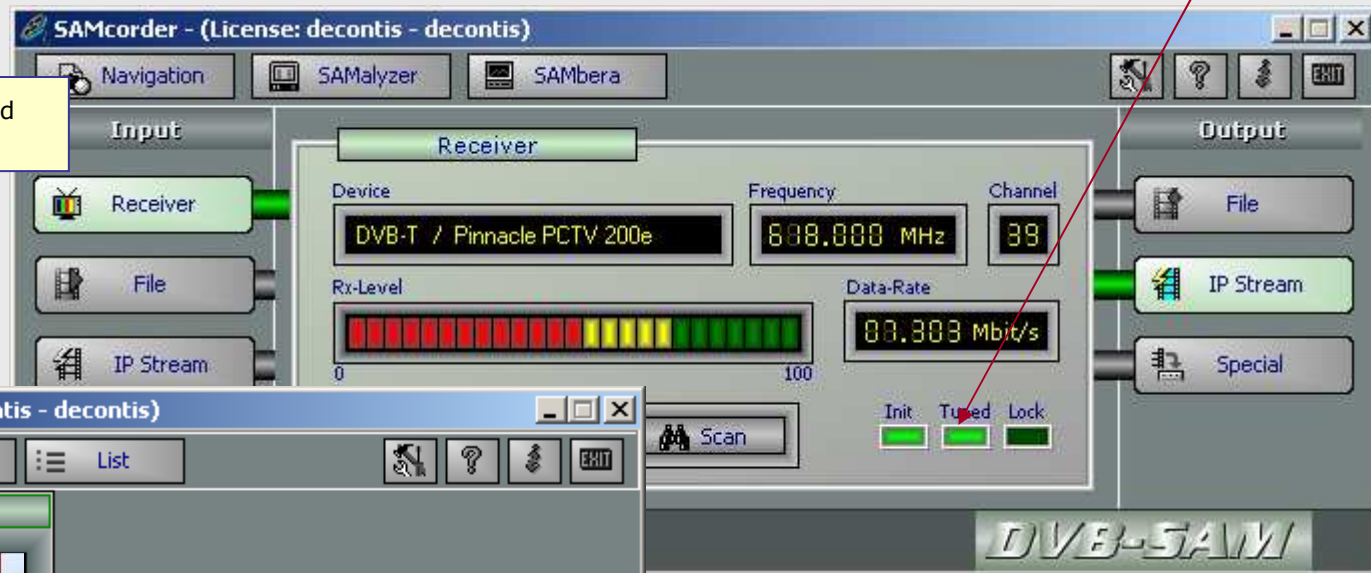 SAMcorder - (License: decontis - decontis)
Navigation SAMalyzer SAMbera ? EXIT
d
Input Receiver Output
Device Frequency Channel
Receiver DVB-T / Pinnacle PCTV 200e MHz File
File Rx-Level Data-Rate IP Stream
Mbit/s
IP Stream 0 100 Special
Init Tuned Lock
tis - decontis)
Scan
List ? EXIT
DVB-SAM